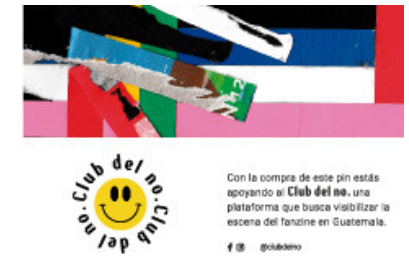 Club del no. Club del no.
Con la compra de este pin estás
apoyando al Club del no. una
plataforma que busca visibilizar la
escena del fanzine en Guatemala.
@clubdelno